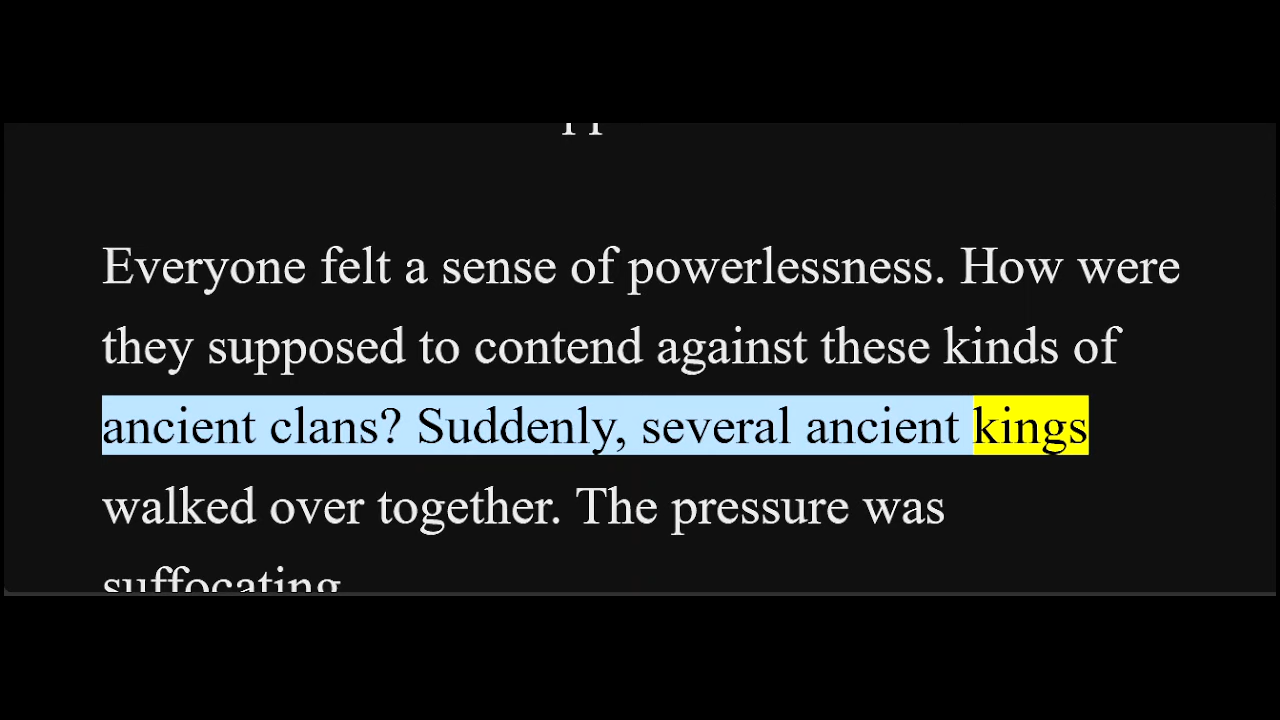 Everyone felt a sense of powerlessness. How were
they supposed to contend against these kinds of
ancient clans? Suddenly, several ancient kings
walked over together. The pressure was
suffocating.